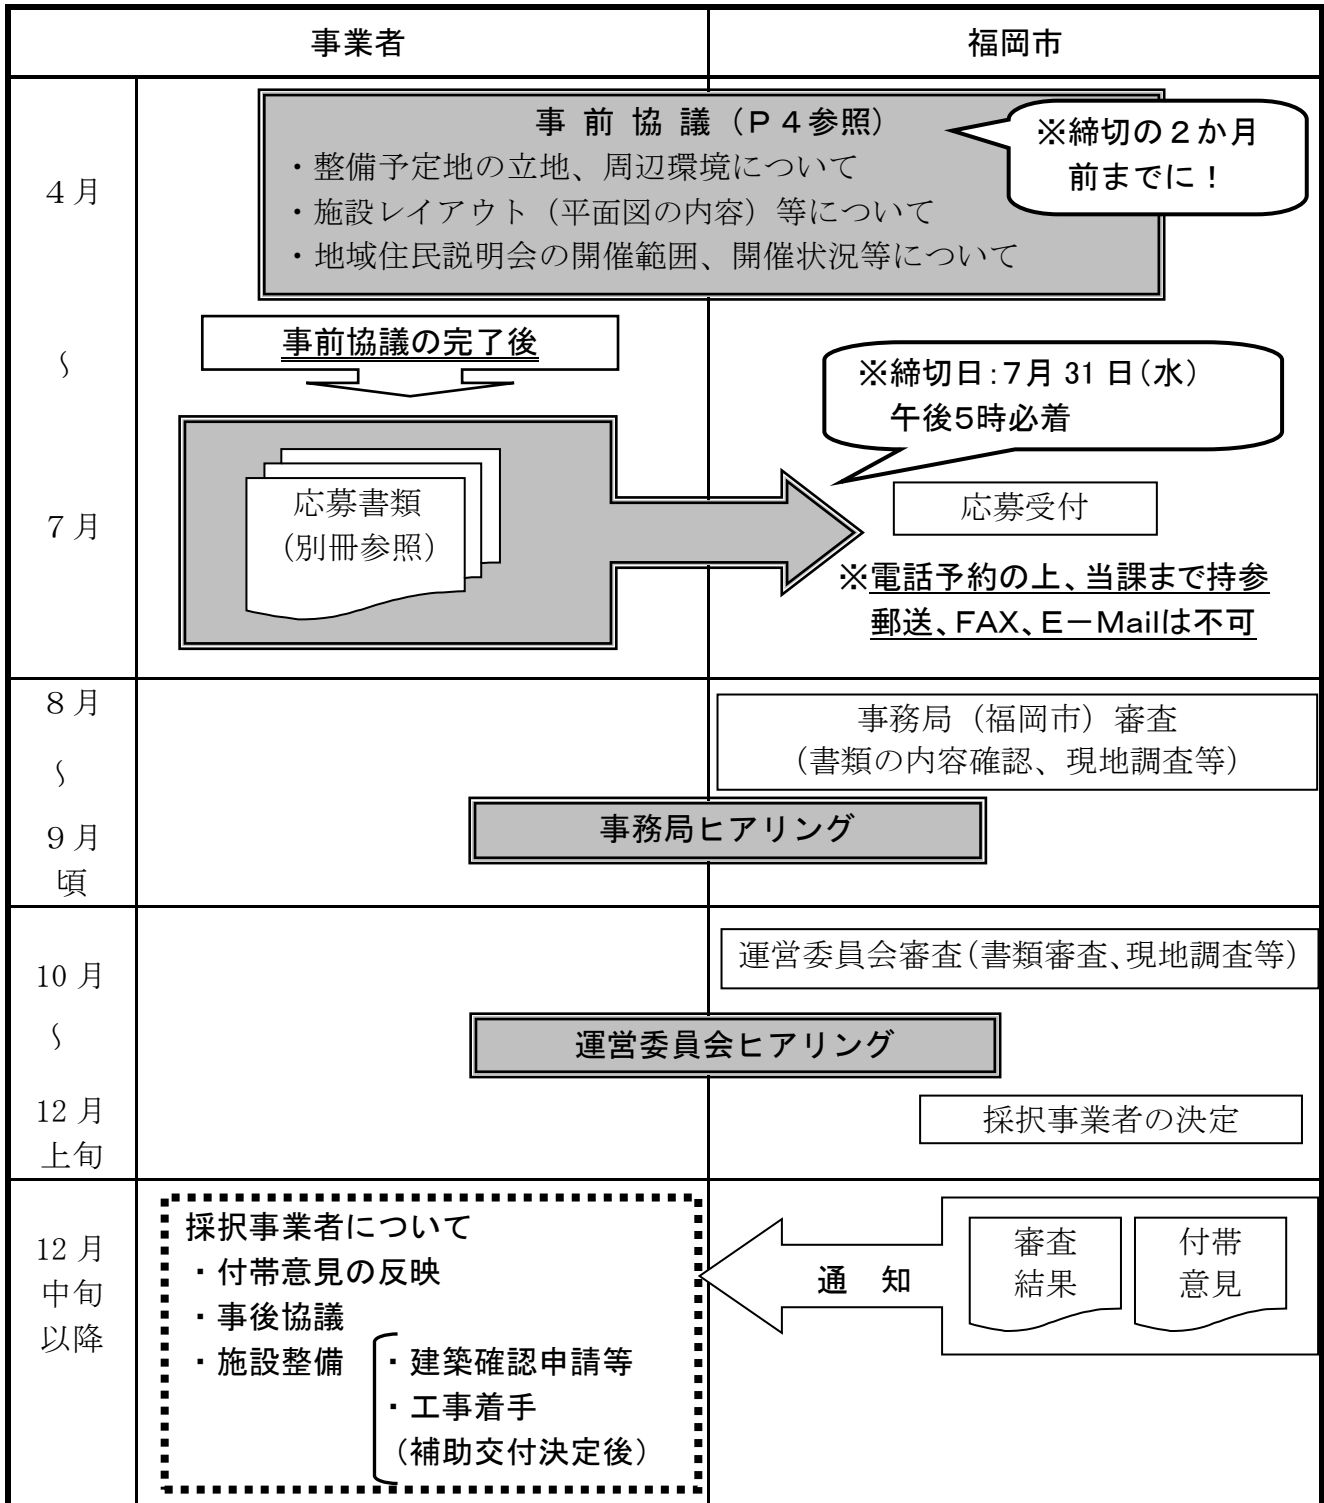 事業者
福岡市
４月
～
７月
事 前 協 議（Ｐ４参照）
・整備予定地の立地、周辺環境について
・施設レイアウト（平面図の内容）等について
・地域住民説明会の開催範囲、開催状況等について
※締切の２か月
前までに！
事前協議の完了後
※締切日：７月 31 日（水）
午後５時必着
応募書類
（別冊参照）
応募受付
※電話予約の上、当課まで持参
郵送、FAX、E－Mailは不可
８月
～
９月
頃
事務局（福岡市）審査
（書類の内容確認、現地調査等）
事務局ヒアリング
10 月
～
12 月
上旬
運営委員会審査（書類審査、現地調査等）
運営委員会ヒアリング
採択事業者の決定
12 月
中旬
以降
採択事業者について
・付帯意見の反映
・事後協議
・施設整備
・建築確認申請等
・工事着手
（補助交付決定後）
通 知
審査
結果
付帯
意見